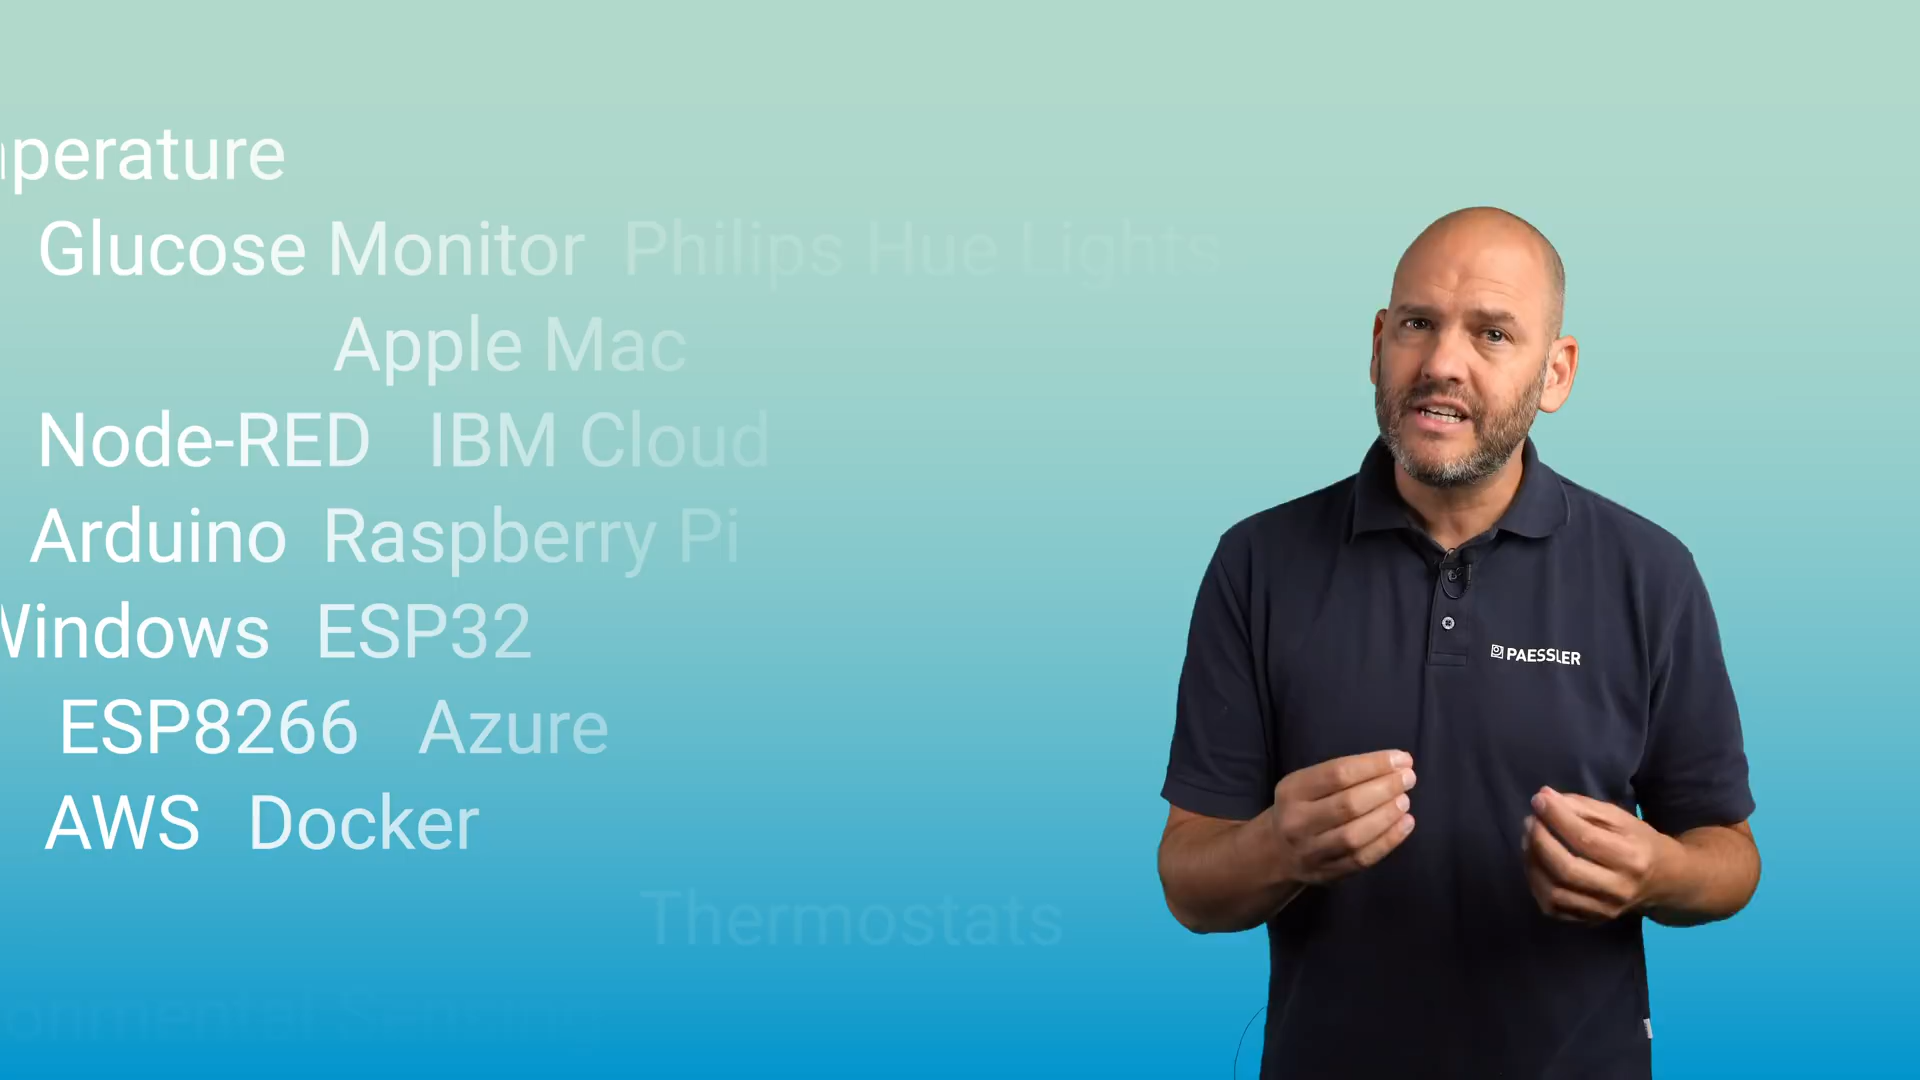 perature
Glucose Monitor Philips Hue Lights
Apple Mac
Node-RED IBM Cloud
Arduino Raspberry Pi
Windows ESP32
ESP8266 Azure
AWS Docker
Thermostats
onmental
PAESSLER